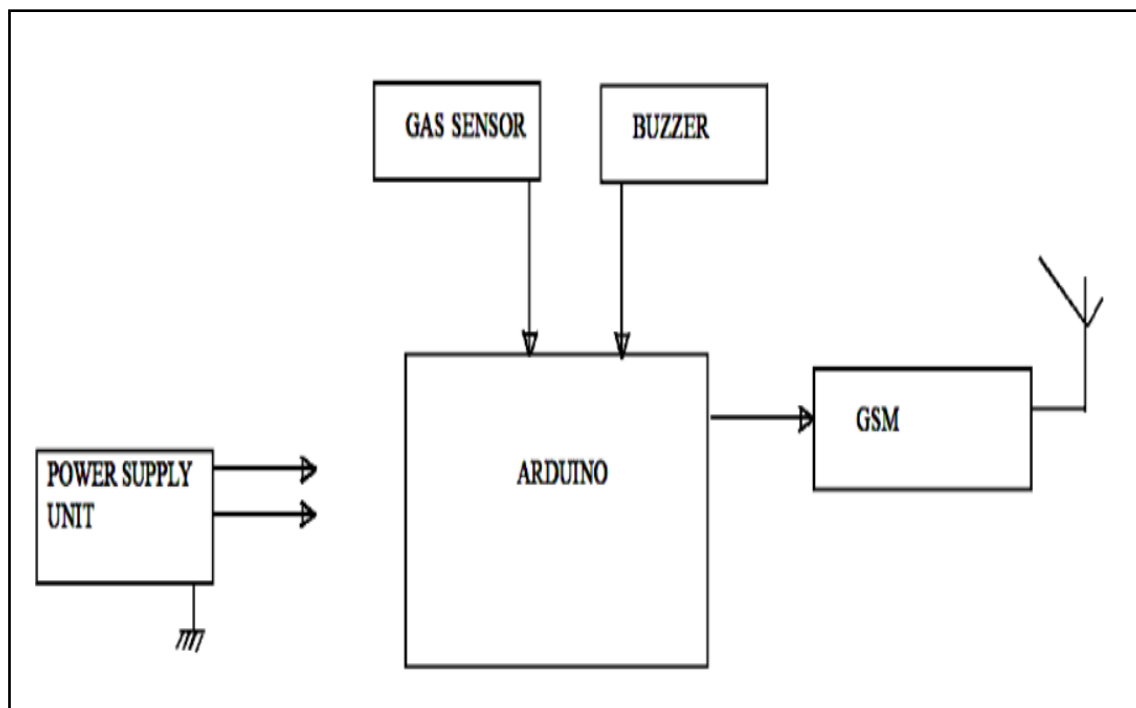 GAS SENSOR
BUZZER
GSM
POWER SUPPLY
UNIT
ARDUINO